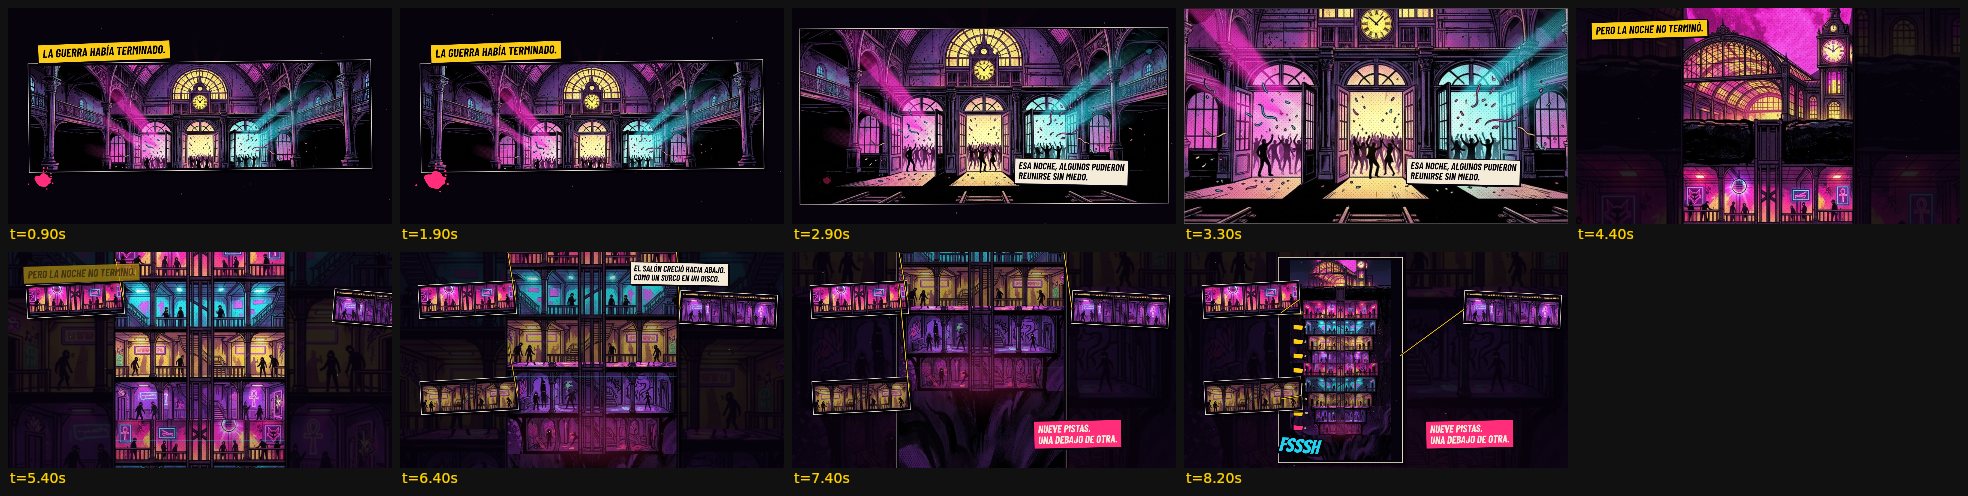 LA GUERRA HABÍA TERMINADO.
t=0.90s
LA GUERRA HABÍA TERMINADO.
t=1.90s
ESA NOCHE, ALGUNOS PUDIERON
REUNIRSE SIN MIEDO.
t=2.90s
ESA NOCHE, ALGUNOS PUDIERON
REUNIRSE SIN MIEDO.
t=3.30s
PERO LA NOCHE NO TERMINÓ.
t=4.40s
PERO LA NOCHE NO TERMINÓ.
t=5.40s
EL SALÓN CRECIÓ HACIA ABAJO.
COMO UN SURCO EN UN DISCO.
t=6.40s
NUEVE PISTAS.
UNA DEBAJO DE OTRA.
t=7.40s
FSSSH
NUEVE PISTAS.
UNA DEBAJO DE OTRA.
t=8.20s